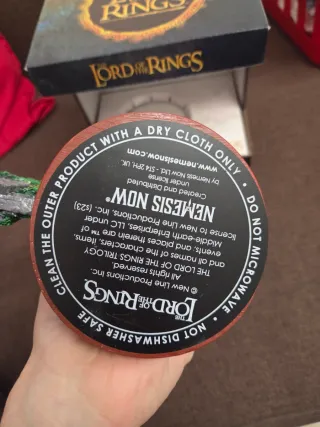 RINGS
THE LORD OF THE RINGS
CLEAN THE OUTER PRODUCT WITH A DRY CLOTH ONLY • DO NOT MICROWAVE • NOT DISHWASHER SAFE •
THE
LORD
OF THE
RINGS
© New Line Productions Inc.
All rights reserved.
THE LORD OF THE RINGS TRILOGY
and names of the characters, items,
events, and places therein are ™ of
Middle-earth Enterprises, LLC under
license to New Line Productions, Inc. (s23)
NEMESIS NOW®
Created and Distributed
under license
by Nemesis Now, Ltd. ST4 2FH, UK.
www.nemesisnow.com